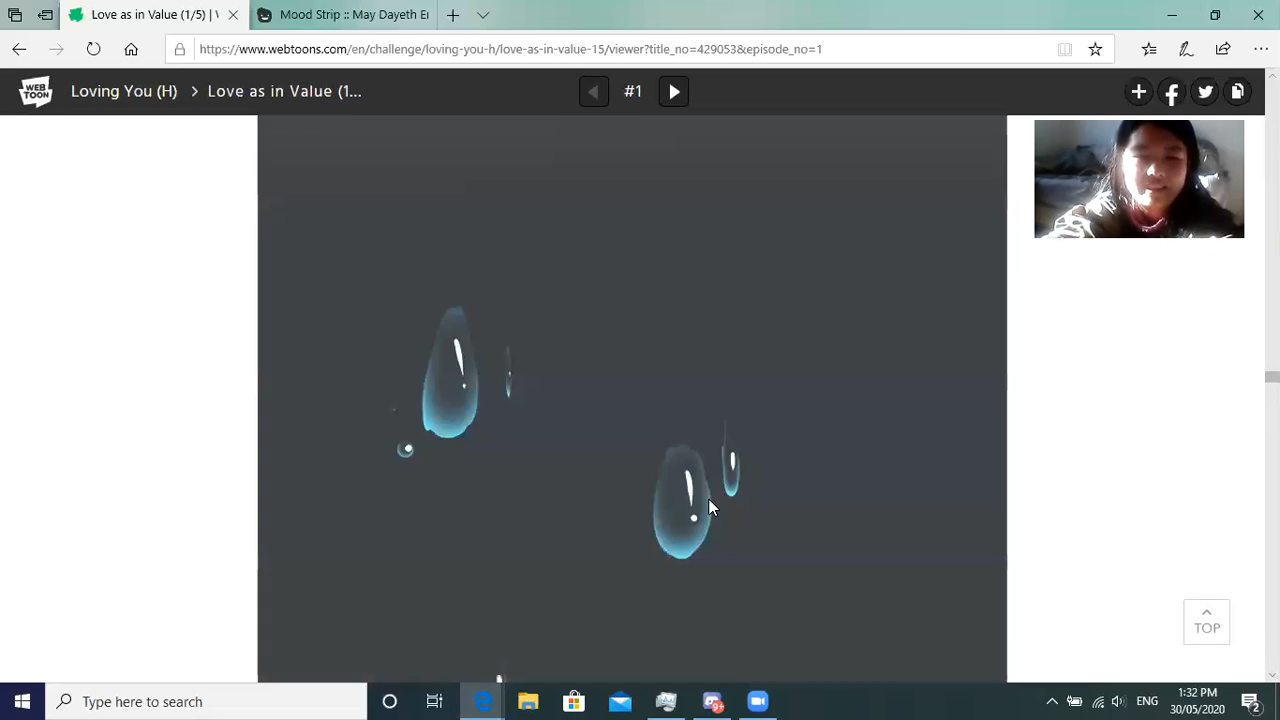 Love as in Value (1/5) | W
Mood Strip :: May Dayeth Er
https://www.webtoons.com/en/challenge/loving-you-h/love-as-in-value-15/viewer?title_no=429053&episode_no=1
WEB TOON
Loving You (H) > Love as in Value (1... #1
TOP
Type here to search
9+
ENG
1:32 PM
30/05/2020
2